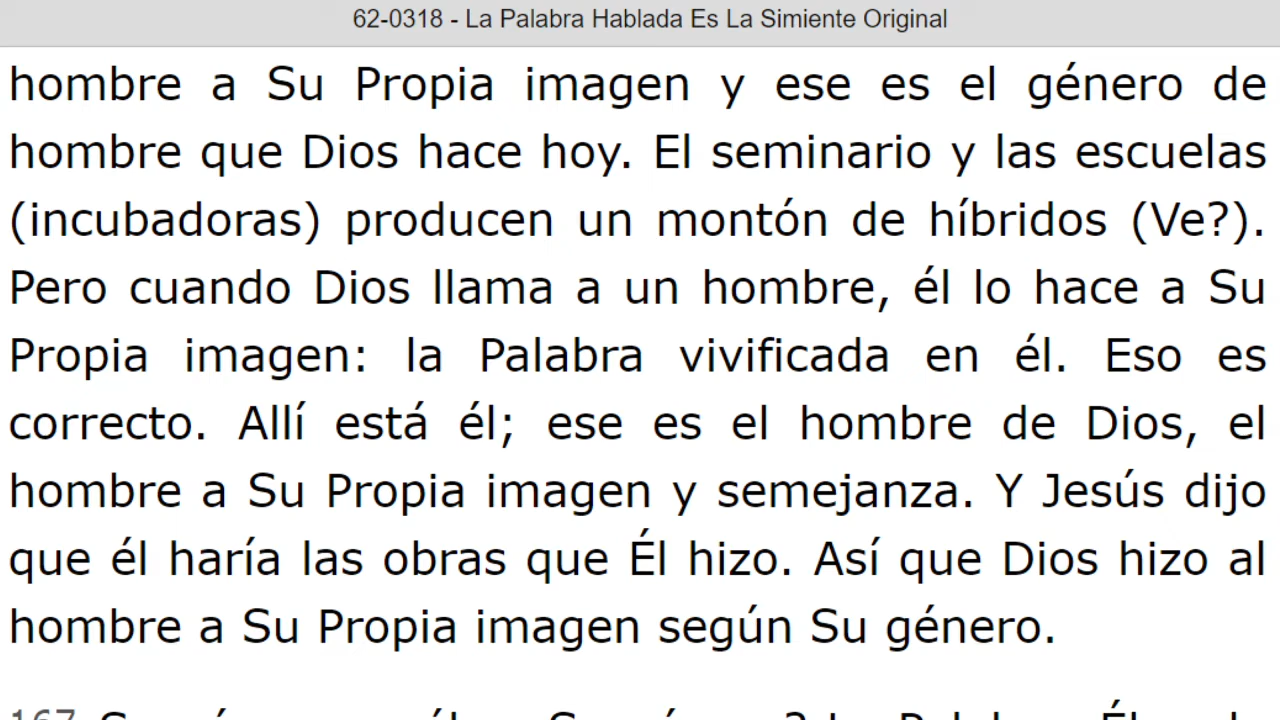 62-0318 - La Palabra Hablada Es La Simiente Original
hombre a Su Propia imagen y ese es el género de
hombre que Dios hace hoy. El seminario y las escuelas
(incubadoras) producen un montón de híbridos (Ve?).
Pero cuando Dios llama a un hombre, él lo hace a Su
Propia imagen: la Palabra vivificada en él. Eso es
correcto. Allí está él; ese es el hombre de Dios, el
hombre a Su Propia imagen y semejanza. Y Jesús dijo
que él haría las obras que Él hizo. Así que Dios hizo al
hombre a Su Propia imagen según Su género.
167